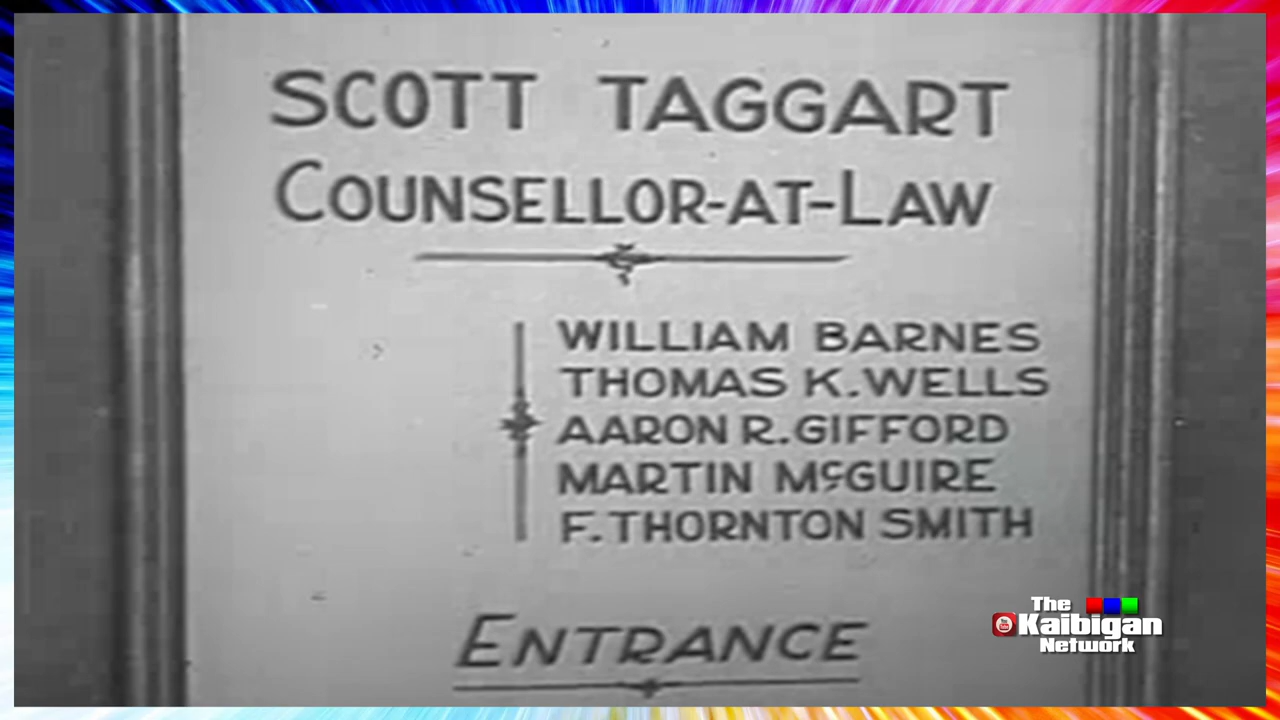 SCOTT TAGGART
COUNSELLOR-AT-LAW
WILLIAM BARNES
THOMAS K. WELLS
AARON R. GIFFORD
MARTIN McGUIRE
F. THORNTON SMITH
ENTRANCE
The
Kaibigan
Network